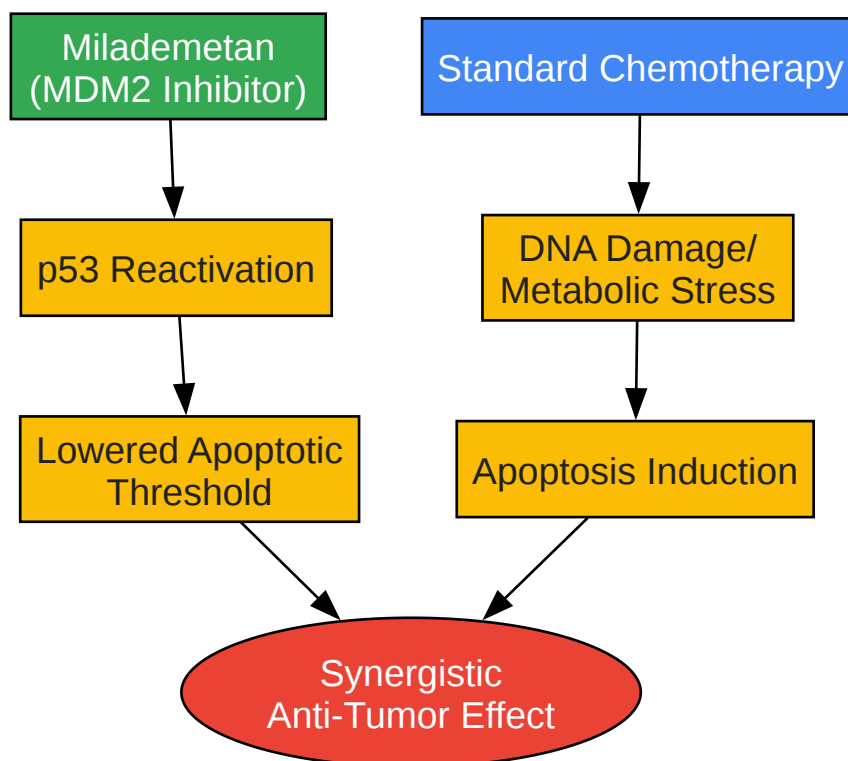 Milademetan
(MDM2 Inhibitor)
Standard Chemotherapy
p53 Reactivation
DNA Damage/
Metabolic Stress
Lowered Apoptotic
Threshold
Apoptosis Induction
Synergistic
Anti-Tumor Effect